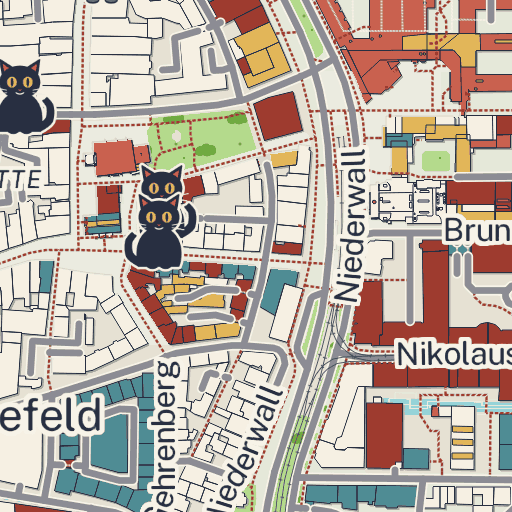 TTE
Niederwall
Brun
Nikolaus
efeld
Gehrenberg
Niederwall